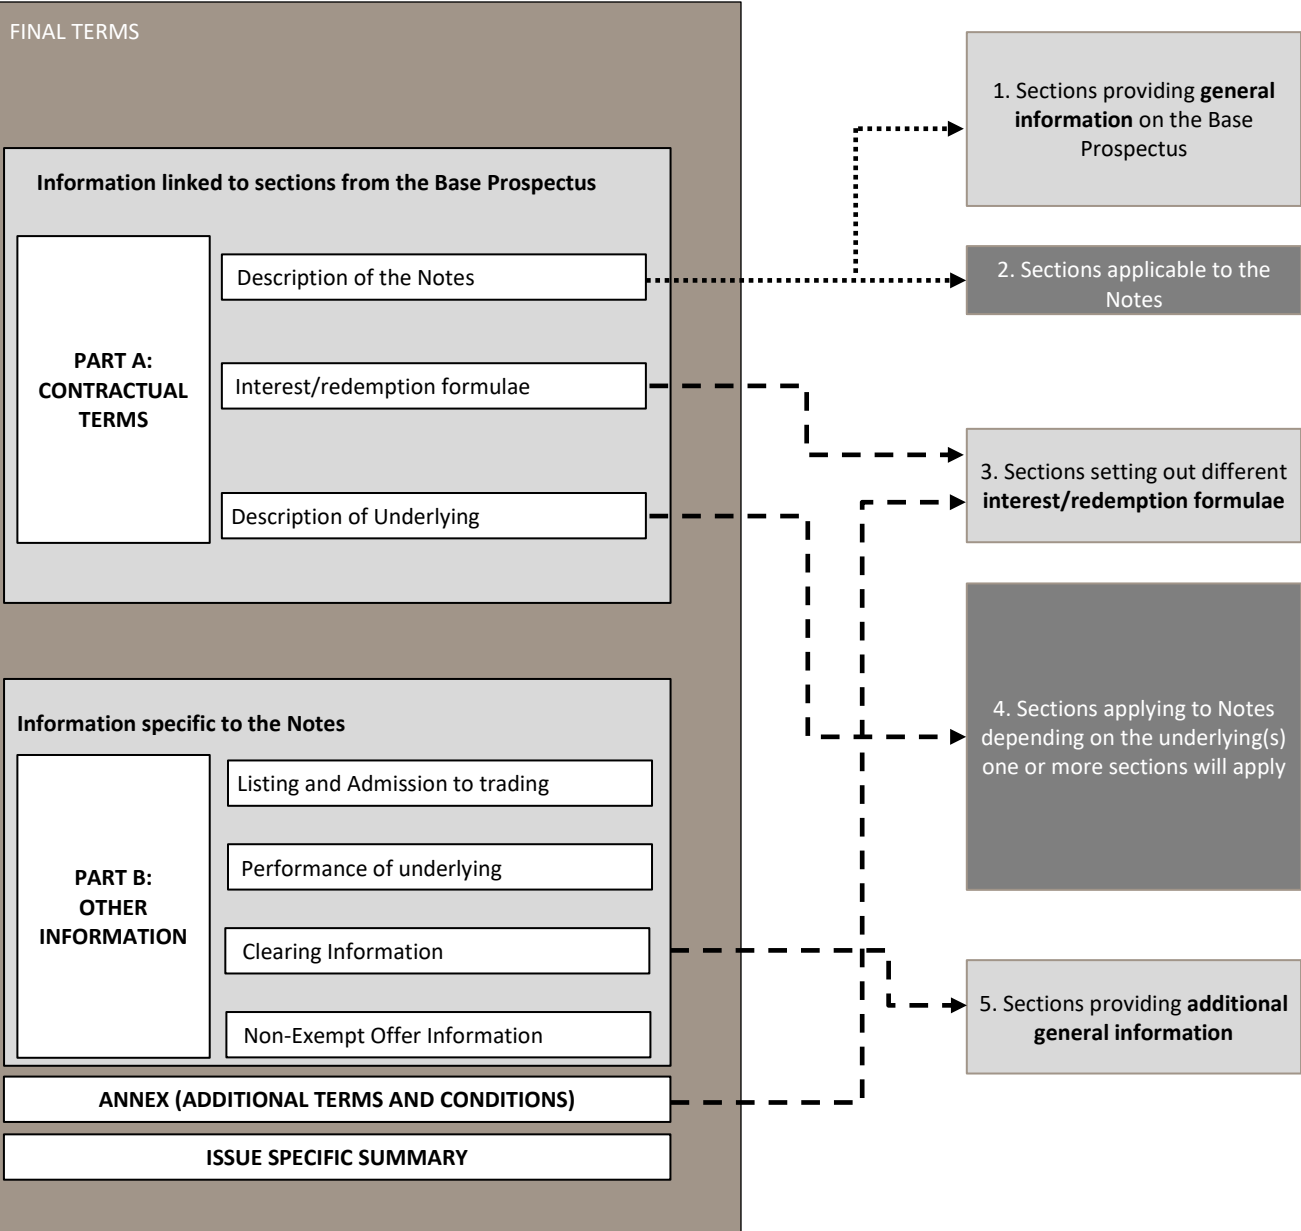 FINAL TERMS
Information linked to sections from the Base Prospectus
PART A:
CONTRACTUAL
TERMS
Description of the Notes
Interest/redemption formulae
Description of Underlying
Information specific to the Notes
PART B:
OTHER
INFORMATION
Listing and Admission to trading
Performance of underlying
Clearing Information
Non-Exempt Offer Information
ANNEX (ADDITIONAL TERMS AND CONDITIONS)
ISSUE SPECIFIC SUMMARY
1. Sections providing general
information on the Base
Prospectus
2. Sections applicable to the
Notes
3. Sections setting out different
interest/redemption formulae
4. Sections applying to Notes
depending on the underlying(s)
one or more sections will apply
5. Sections providing additional
general information